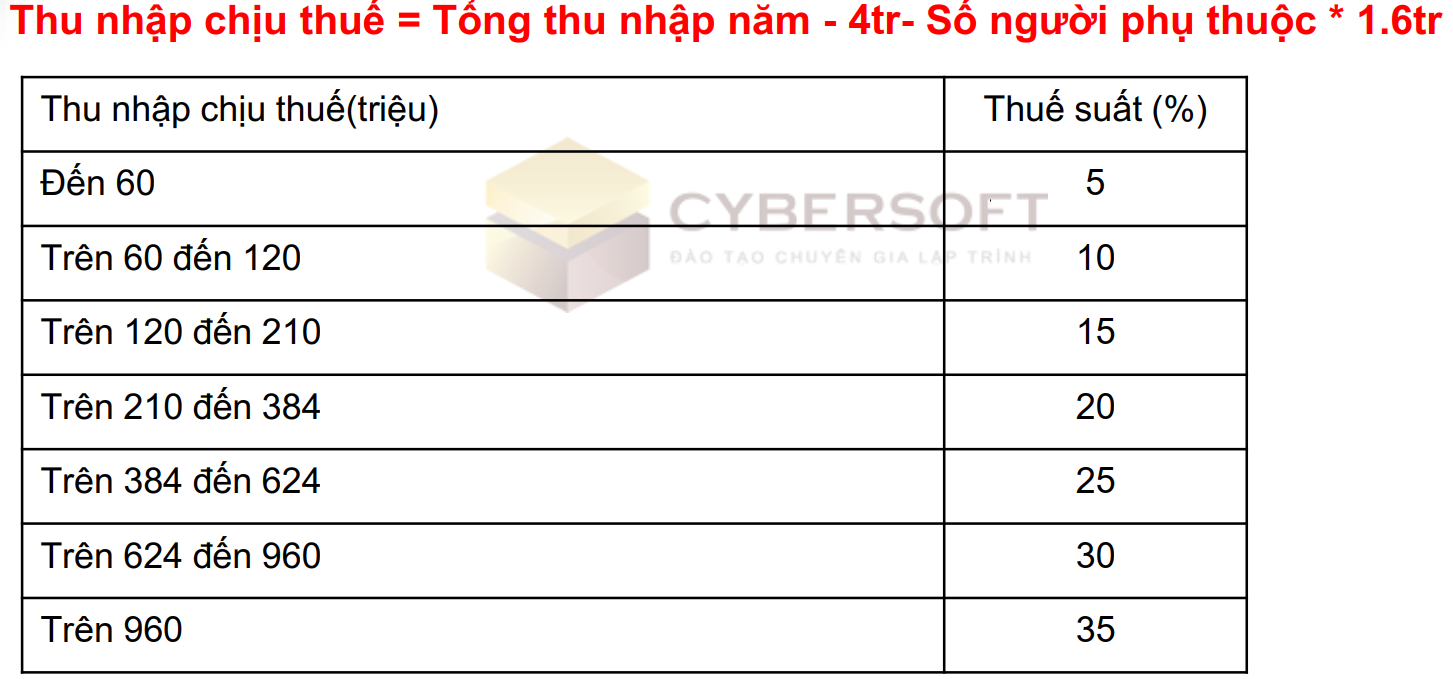 Thu nhập chịu thuế = Tổng thu nhập năm - 4tr- Số người phụ thuộc * 1.6tr
Thu nhập chịu thuế(triệu) Thuế suất (%)
Đến 60 5
CYBERSOFT
ĐÀO TẠO CHUYÊN GIA LẬP TRÌNH
Trên 60 đến 120 10
Trên 120 đến 210 15
Trên 210 đến 384 20
Trên 384 đến 624 25
Trên 624 đến 960 30
Trên 960 35